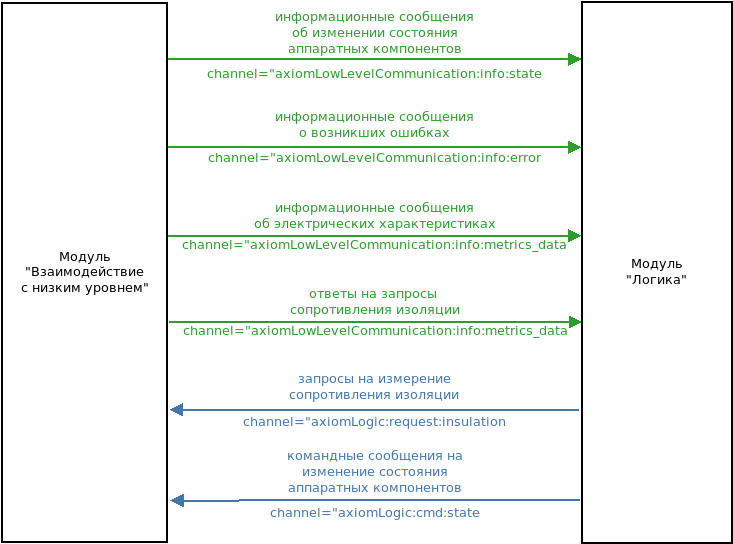 информационные сообщения
об изменении состояния
аппаратных компонентов
channel="axiomLowLevelCommunication:info:state
информационные сообщения
о возникших ошибках
channel="axiomLowLevelCommunication:info:error
информационные сообщения
об электрических характеристиках
channel="axiomLowLevelCommunication:info:metrics_data
Модуль
"Взаимодействие
с низким уровнем"
Модуль
"Логика"
ответы на запросы
сопротивления изоляции
channel="axiomLowLevelCommunication:info:metrics_data
запросы на измерение
сопротивления изоляции
channel="axiomLogic:request:insulation
командные сообщения на
изменение состояния
аппаратных компонентов
channel="axiomLogic:cmd:state